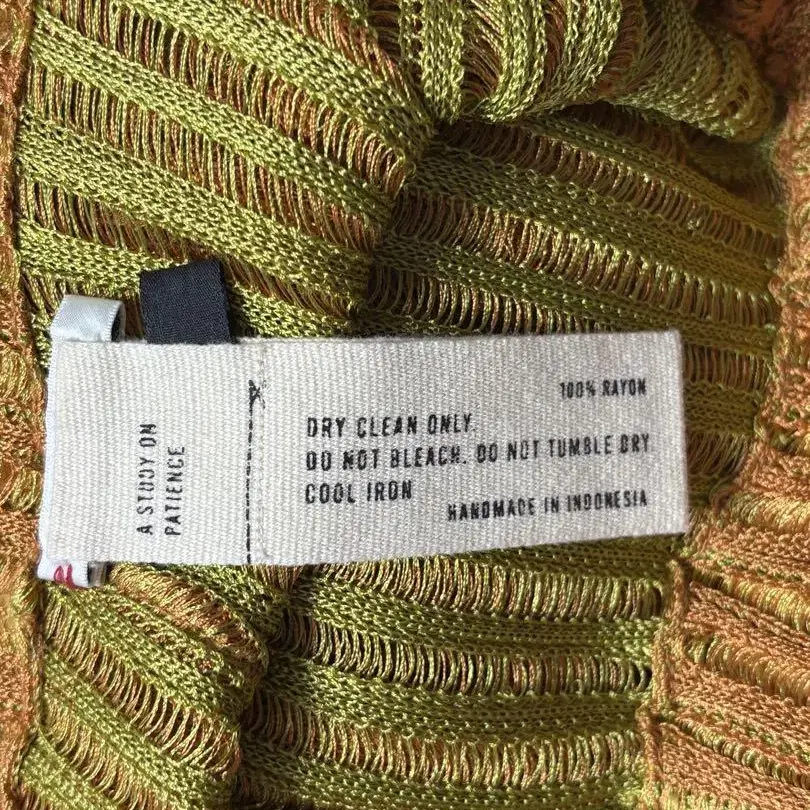 A STUDY ON
PATIENCE
100% RAYON
DRY CLEAN ONLY.
DO NOT BLEACH. DO NOT TUMBLE DRY
COOL IRON
HANDMADE IN INDONESIA